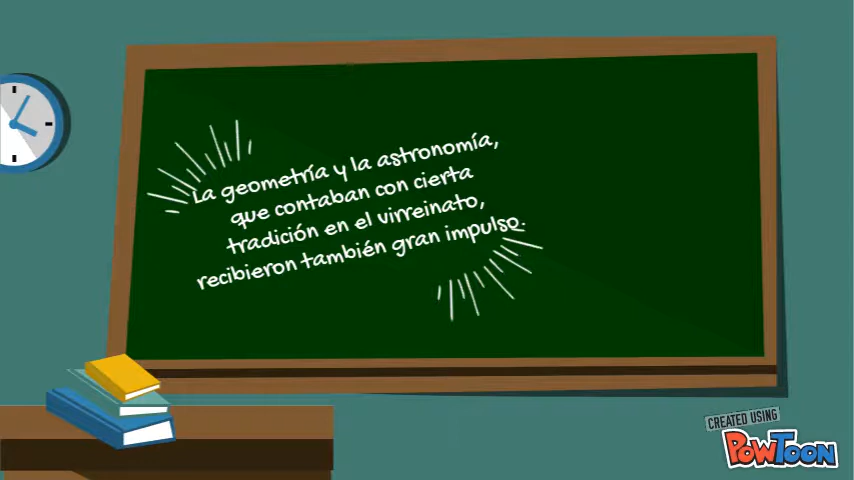 La geometría y la astronomía,
que contaban con cierta
tradición en el virreinato,
recibieron también gran impulso.
CREATED USING
POWTOON